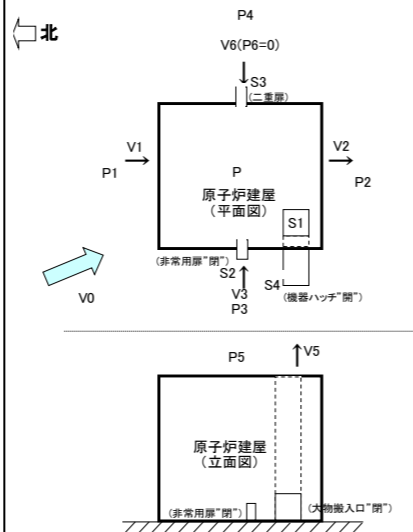 北
P4
V6(P6=0)
S3
(二重扉)
V1
P1
V2
P2
P
原子炉建屋
(平面図)
S1
(非常用扉"閉")
S2
V3
P3
S4
(機器ハッチ"開")
V0
P5
V5
原子炉建屋
(立面図)
(非常用扉"閉")
(大物搬入口"閉")